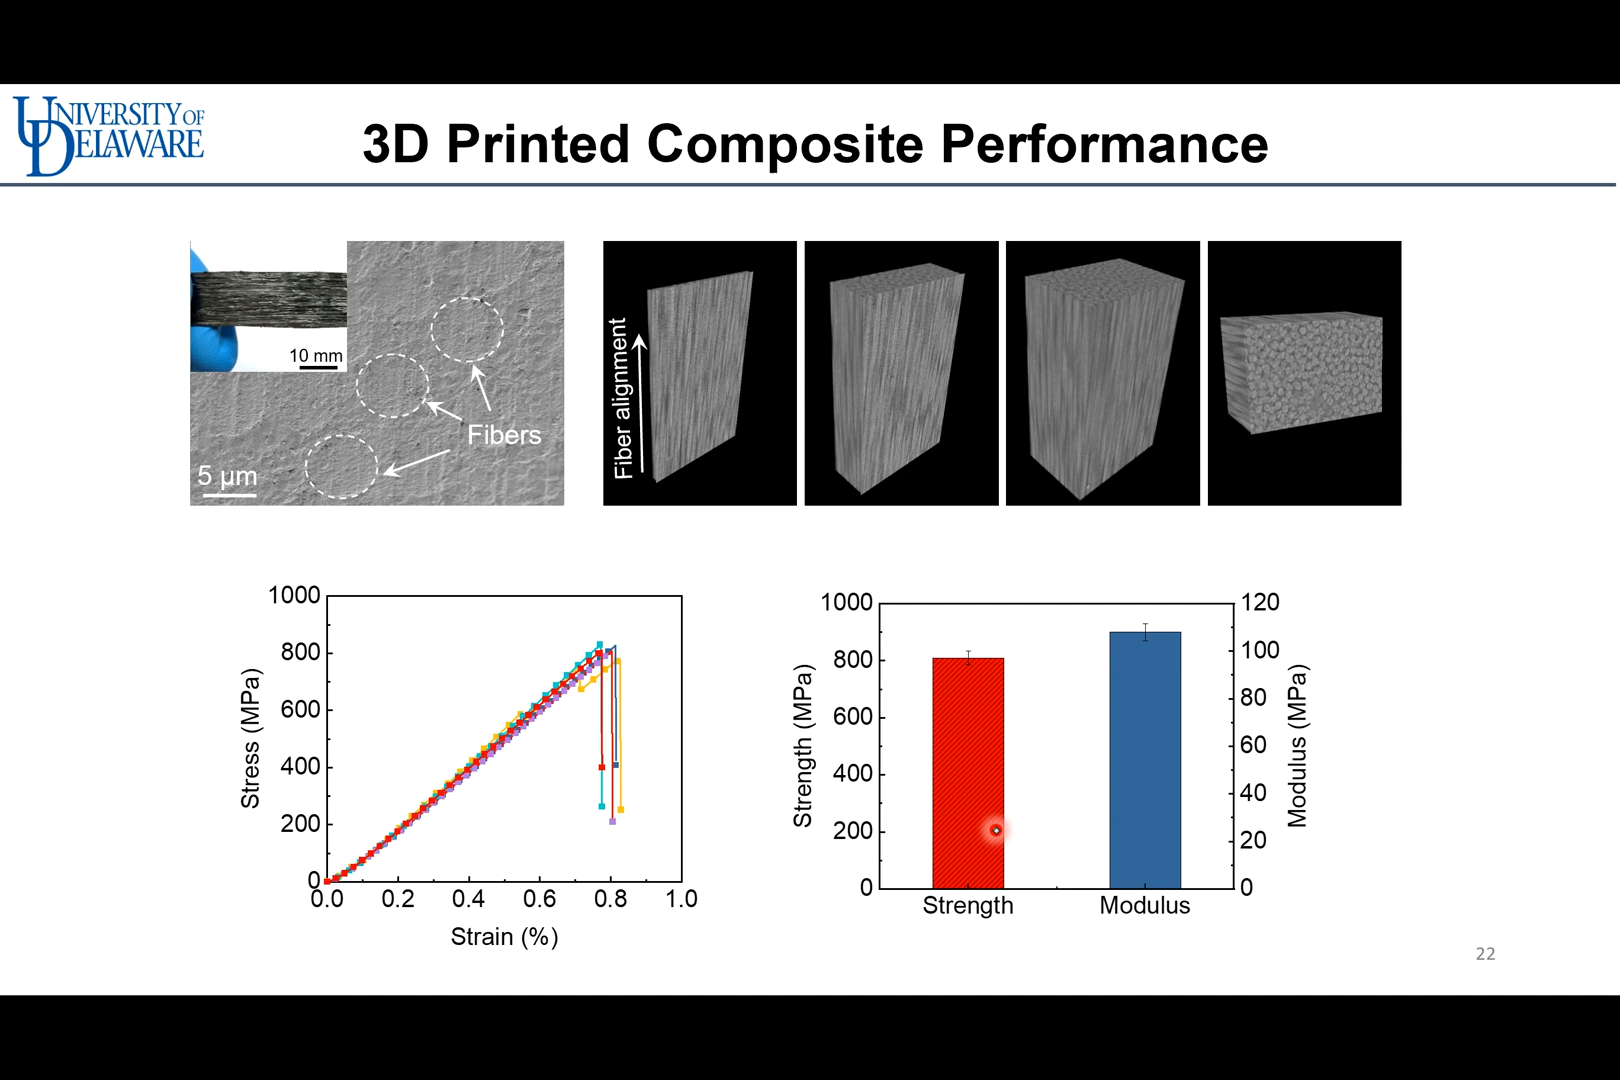 UNIVERSITY OF
DELAWARE
3D Printed Composite Performance
10 mm
Fibers
5 µm
Fiber alignment
1000
800
600
400
200
0
0.0 0.2 0.4 0.6 0.8 1.0
Stress (MPa)
Strain (%)
1000
800
600
400
200
0
Strength (MPa)
120
100
80
60
40
20
0
Modulus (MPa)
Strength Modulus
22